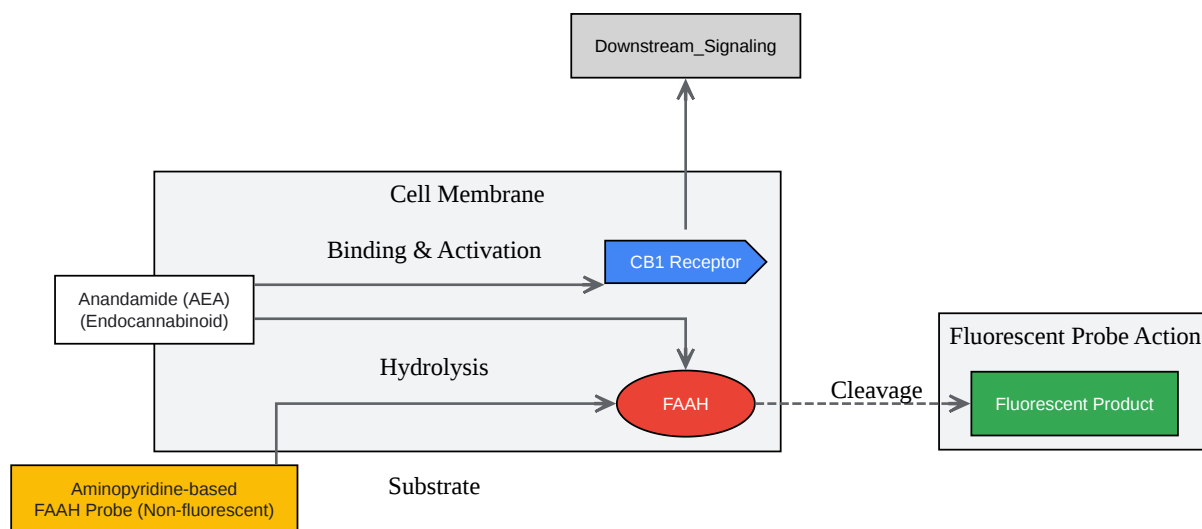 Downstream_Signaling
Cell Membrane
Binding & Activation
CB1 Receptor
Anandamide (AEA)
(Endocannabinoid)
Fluorescent Probe Action
Hydrolysis
Cleavage
FAAH
Fluorescent Product
Aminopyridine-based
FAAH Probe (Non-fluorescent)
Substrate